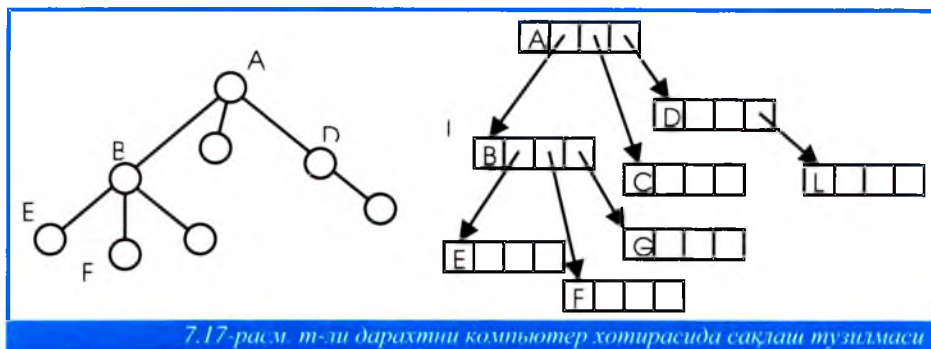 A
B
D
E
F
A
D
I
B
C
L
E
G
F
7.17-расм. m-ли дарахтни компьютер хотирасида сақлаш тузилмаси